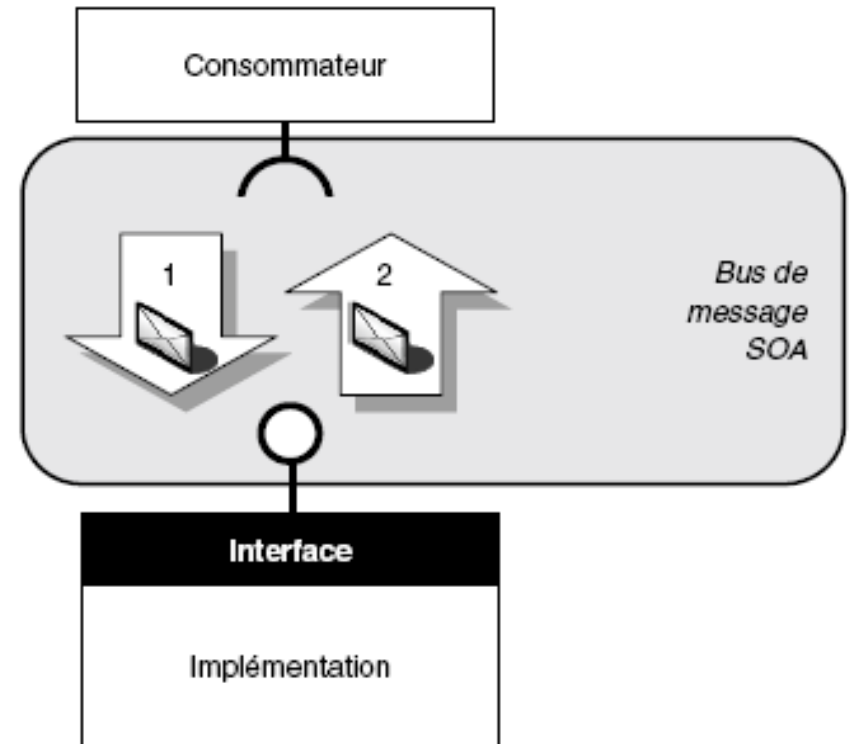 Consommateur
1
2
Bus de
message
SOA
Interface
Implémentation